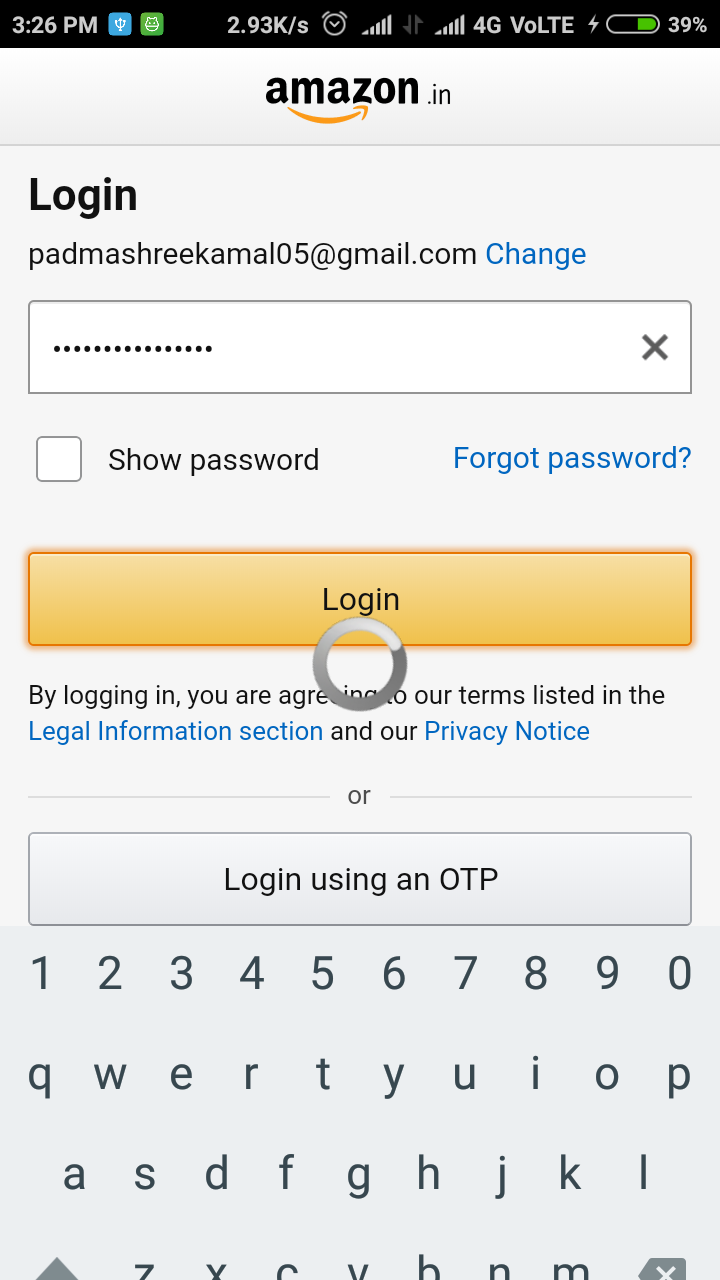 3:26 PM 2.93K/s 4G VoLTE 39%
amazon.in
Login
padmashreekamal05@gmail.com Change
••••••••••••••••
Show password Forgot password?
Login
By logging in, you are agreeing to our terms listed in the
Legal Information section and our Privacy Notice
or
Login using an OTP
1 2 3 4 5 6 7 8 9 0
q w e r t y u i o p
a s d f g h j k l
z x c v b n m